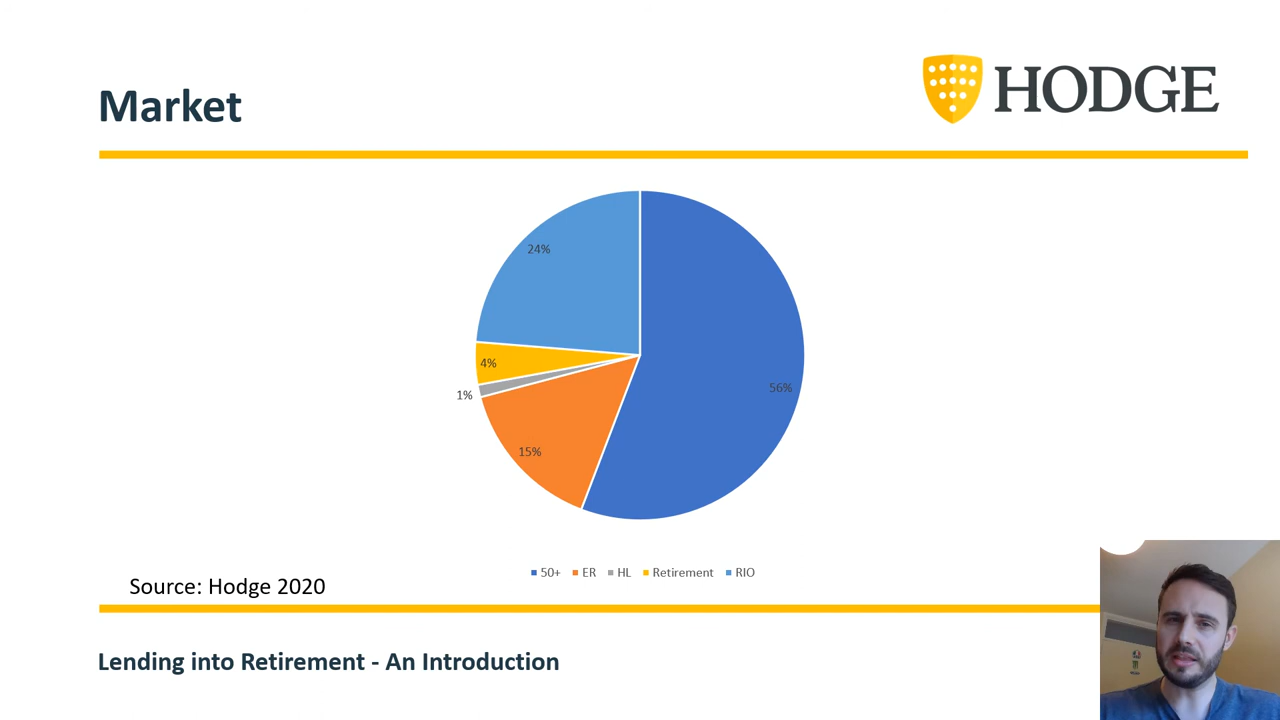 Market
HODGE
24%
4%
1%
56%
15%
50+ ER HL Retirement RIO
Source: Hodge 2020
Lending into Retirement - An Introduction